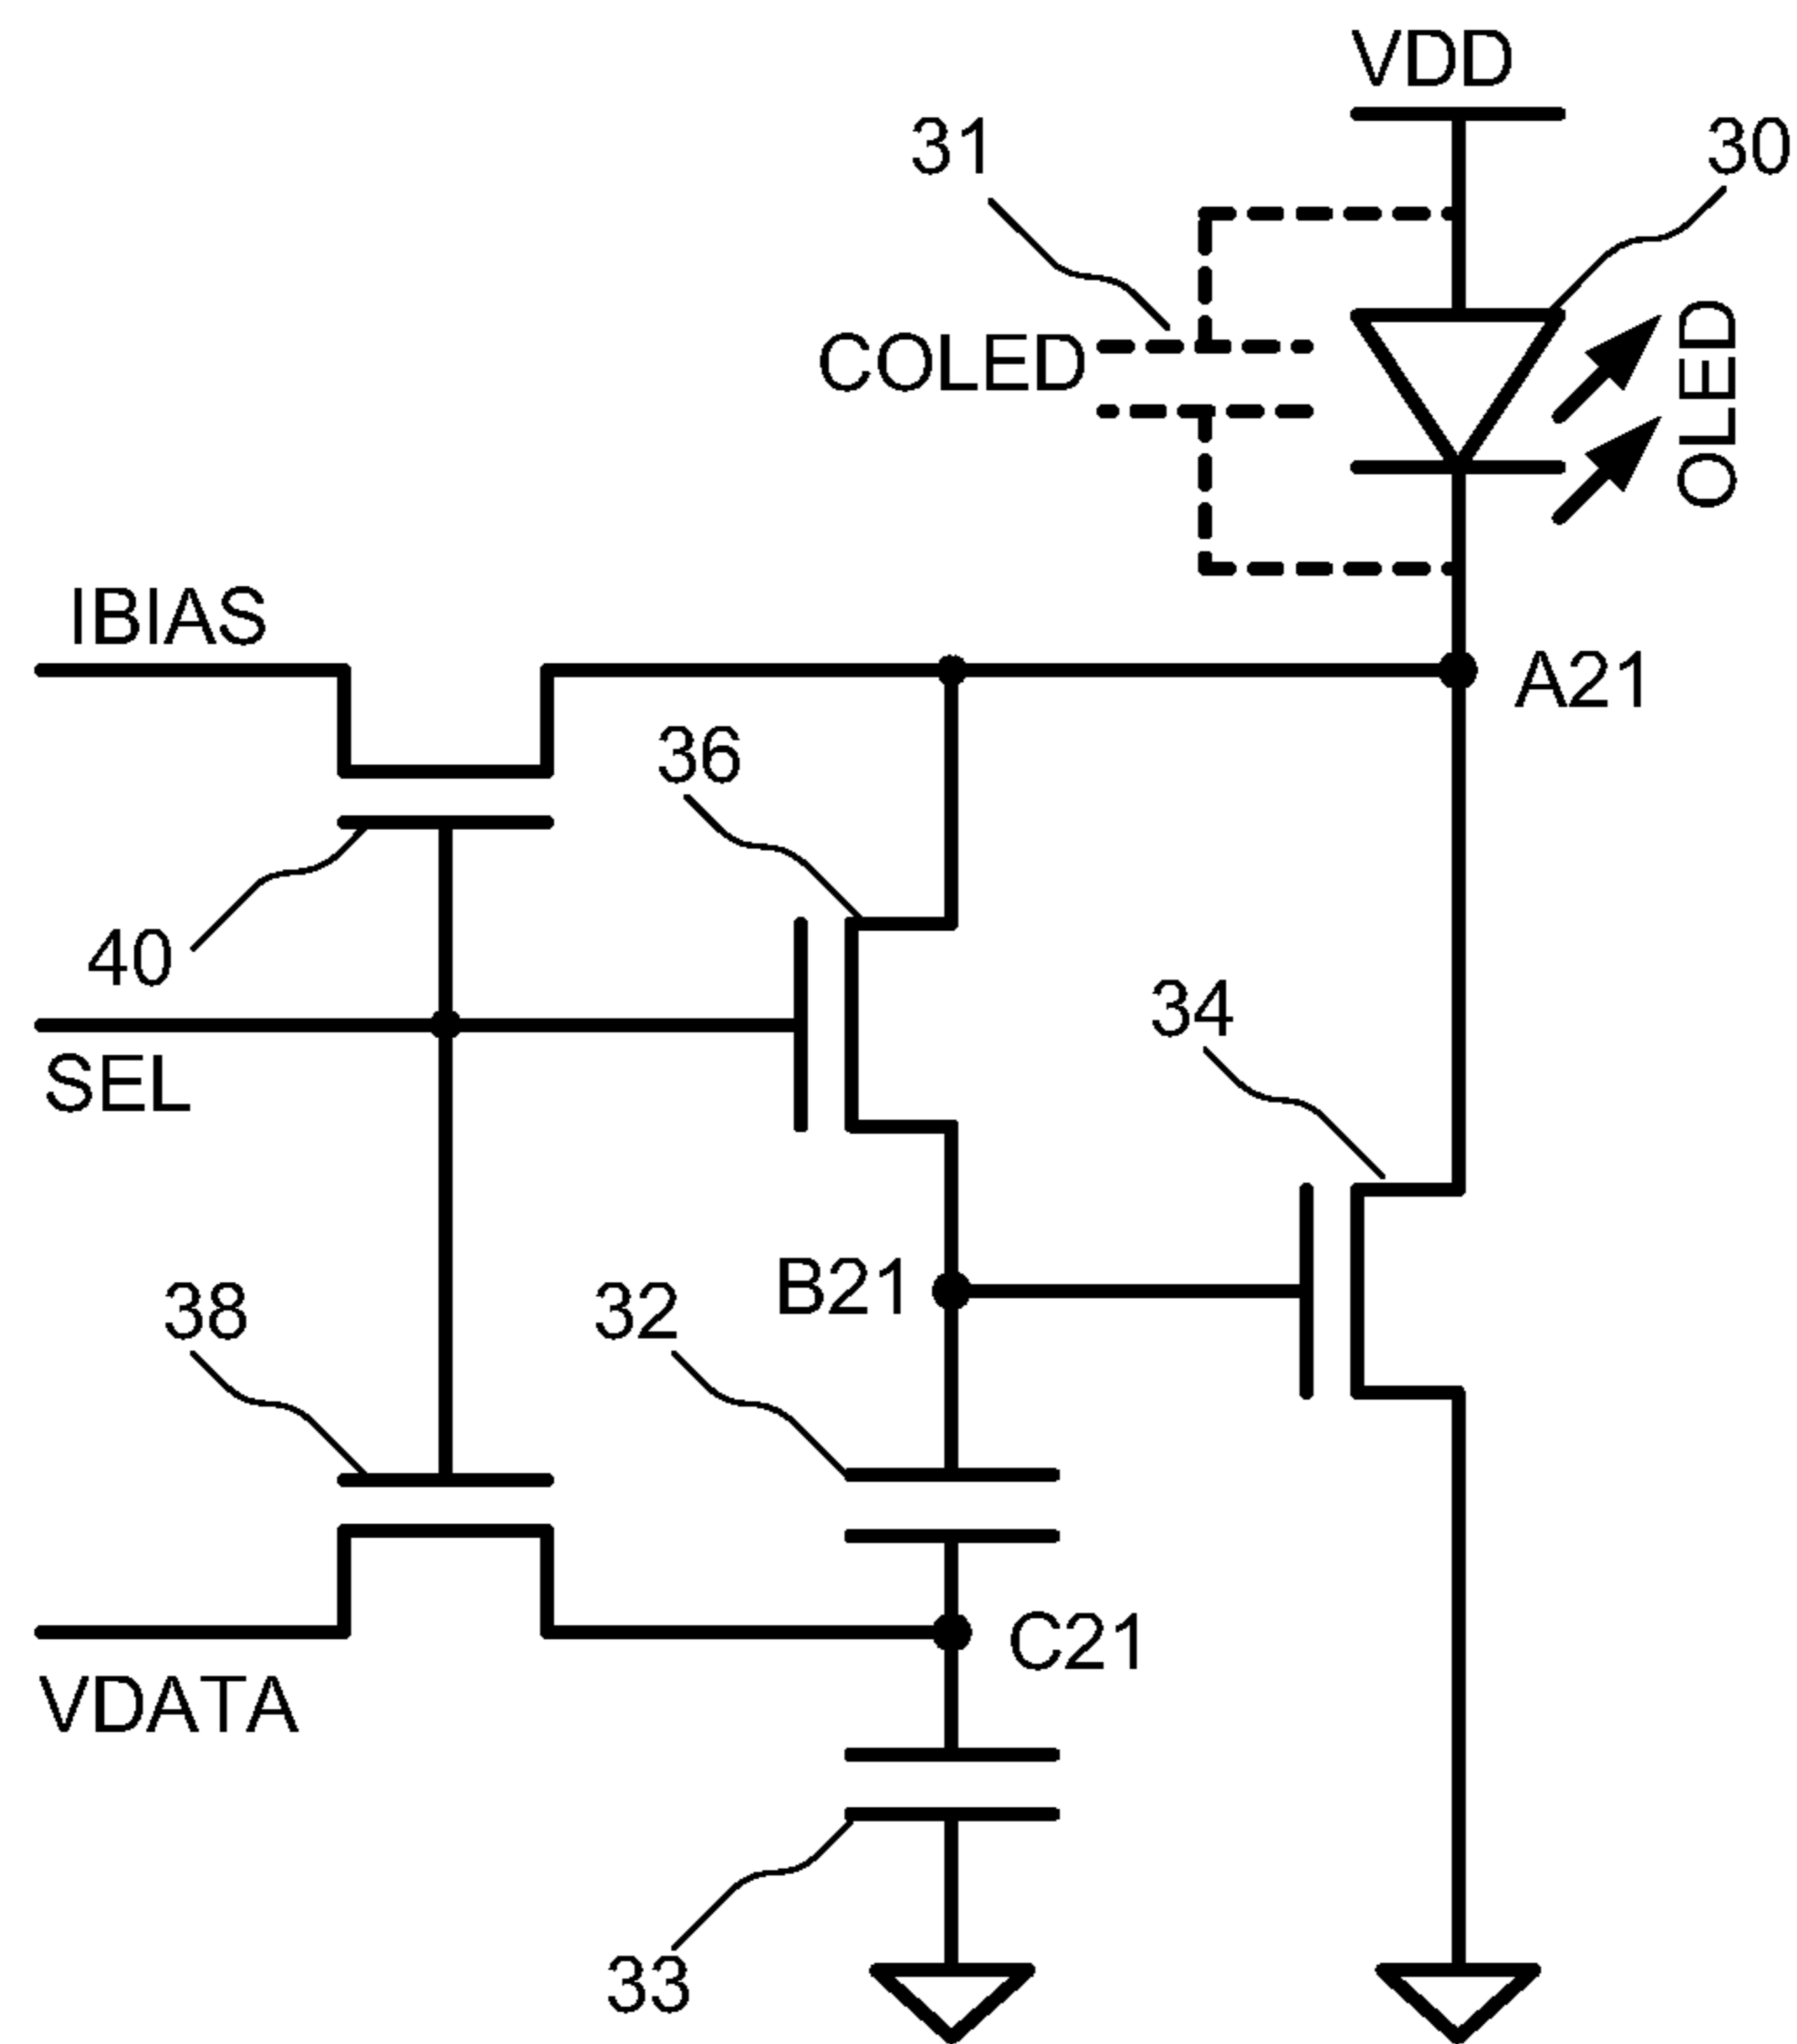 VDD
31
30
COLED
OLED
IBIAS
A21
36
40
34
SEL
B21
38
32
C21
VDATA
33